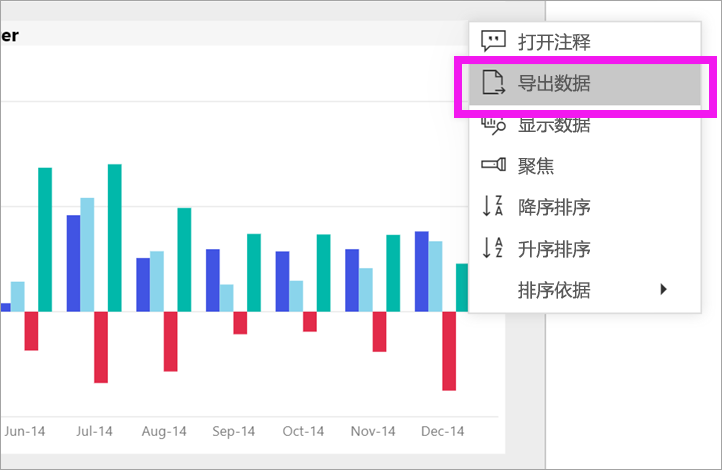 er
打开注释
导出数据
显示数据
聚焦
降序排序
升序排序
排序依据
Jun-14 Jul-14 Aug-14 Sep-14 Oct-14 Nov-14 Dec-14